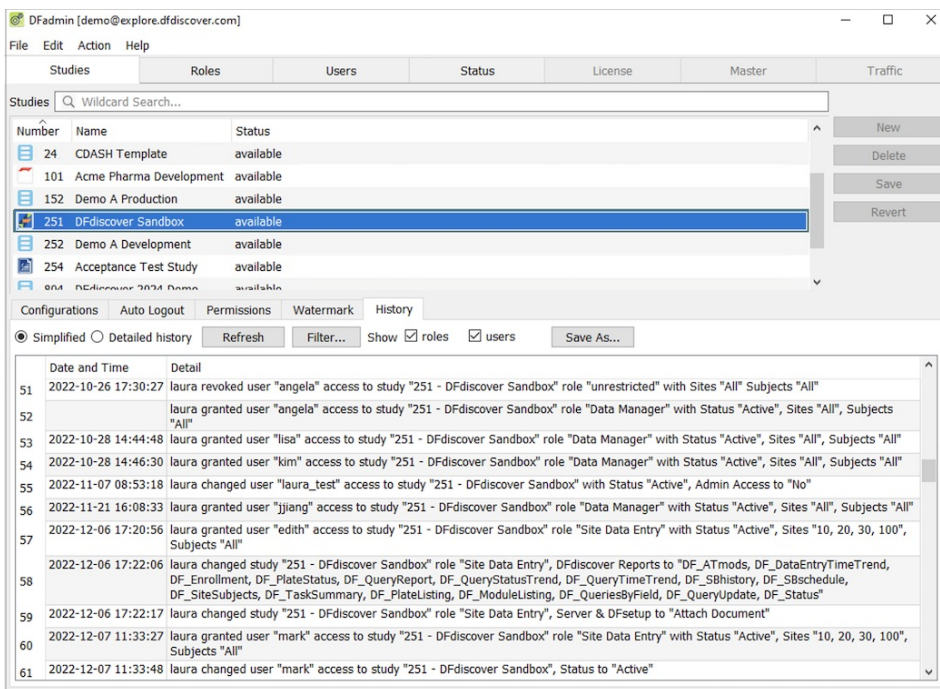 DFadmin [demo@explore.dfdiscover.com]
File Edit Action Help
Studies Roles Users Status License Master Traffic
Studies Wildcard Search...
Number Name Status
24 CDASH Template available
101 Acme Pharma Development available
152 Demo A Production available
251 DFdiscover Sandbox available
252 Demo A Development available
254 Acceptance Test Study available
804 DFdiscover 2024 Demo available
New
Delete
Save
Revert
Configurations Auto Logout Permissions Watermark History
Simplified Detailed history Refresh Filter... Show roles users Save As...
Date and Time Detail
51 2022-10-26 17:30:27 laura revoked user "angela" access to study "251 - DFdiscover Sandbox" role "unrestricted" with Sites "All" Subjects "All"
52 laura granted user "angela" access to study "251 - DFdiscover Sandbox" role "Data Manager" with Status "Active", Sites "All", Subjects
"All"
53 2022-10-28 14:44:48 laura granted user "lisa" access to study "251 - DFdiscover Sandbox" role "Data Manager" with Status "Active", Sites "All", Subjects "All"
54 2022-10-28 14:46:30 laura granted user "kim" access to study "251 - DFdiscover Sandbox" role "Data Manager" with Status "Active", Sites "All", Subjects "All"
55 2022-11-07 08:53:18 laura changed user "laura_test" access to study "251 - DFdiscover Sandbox" with Status "Active", Admin Access to "No"
56 2022-11-21 16:08:33 laura granted user "jjiang" access to study "251 - DFdiscover Sandbox" role "Data Manager" with Status "Active", Sites "All", Subjects "All"
57 2022-12-06 17:20:56 laura granted user "edith" access to study "251 - DFdiscover Sandbox" role "Site Data Entry" with Status "Active", Sites "10, 20, 30, 100",
Subjects "All"
58 2022-12-06 17:22:06 laura changed study "251 - DFdiscover Sandbox" role "Site Data Entry", DFdiscover Reports to "DF_ATmods, DF_DataEntryTimeTrend,
DF_Enrollment, DF_PlateStatus, DF_QueryReport, DF_QueryStatusTrend, DF_QueryTimeTrend, DF_SBhistory, DF_SBschedule,
DF_SiteSubjects, DF_TaskSummary, DF_PlateListing, DF_ModuleListing, DF_QueriesByField, DF_QueryUpdate, DF_Status"
59 2022-12-06 17:22:17 laura changed study "251 - DFdiscover Sandbox" role "Site Data Entry", Server & DFsetup to "Attach Document"
60 2022-12-07 11:33:27 laura granted user "mark" access to study "251 - DFdiscover Sandbox" role "Site Data Entry" with Status "Active", Sites "10, 20, 30, 100",
Subjects "All"
61 2022-12-07 11:33:48 laura changed user "mark" access to study "251 - DFdiscover Sandbox", Status to "Active"